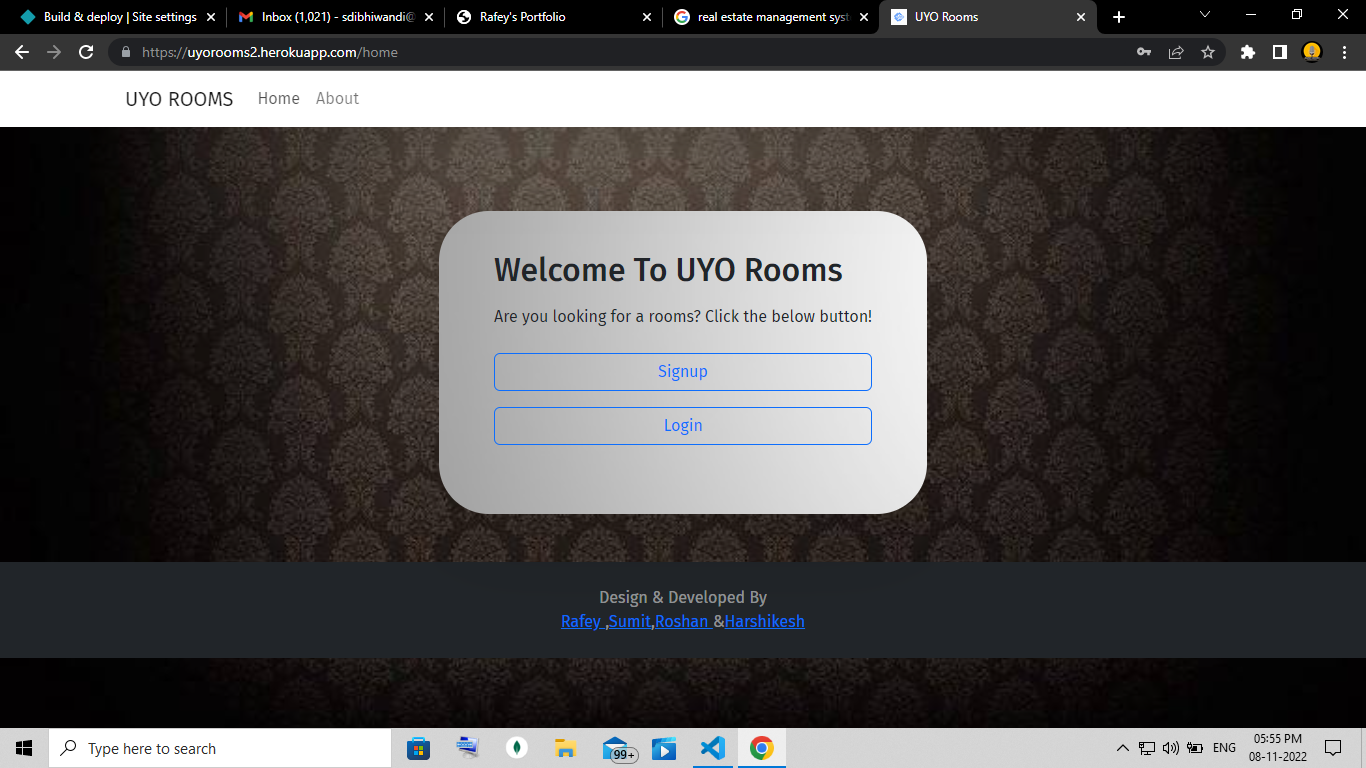 Build & deploy | Site settings
Inbox (1,021) - sdibhiwandi@
Rafey's Portfolio
real estate management syst
UYO Rooms
https://uyorooms2.herokuapp.com/home
UYO ROOMS Home About
Welcome To UYO Rooms
Are you looking for a rooms? Click the below button!
Signup
Login
Design & Developed By
Rafey ,Sumit,Roshan &Harshikesh
Type here to search
99+
ENG
05:55 PM
08-11-2022